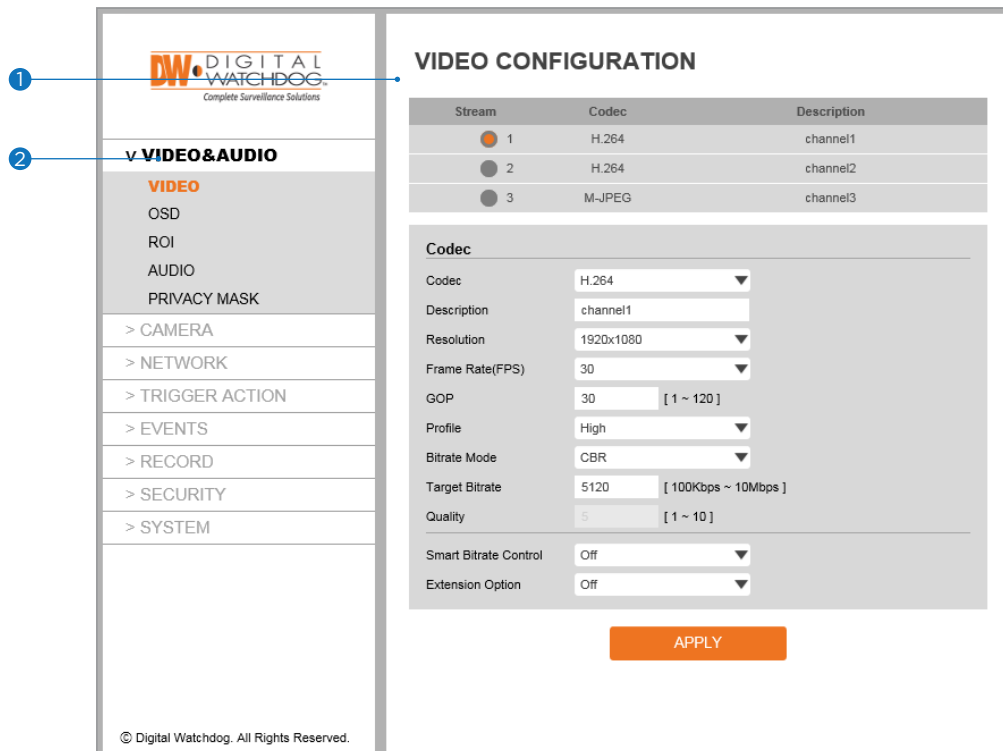 1
DIGITAL
DW WATCHDOG™
Complete Surveillance Solutions
2
v VIDEO&AUDIO
VIDEO
OSD
ROI
AUDIO
PRIVACY MASK
> CAMERA
> NETWORK
> TRIGGER ACTION
> EVENTS
> RECORD
> SECURITY
> SYSTEM
© Digital Watchdog. All Rights Reserved.
VIDEO CONFIGURATION
Stream Codec Description
1 H.264 channel1
2 H.264 channel2
3 M-JPEG channel3
Codec
Codec H.264
Description channel1
Resolution 1920x1080
Frame Rate(FPS) 30
GOP 30 [ 1 ~ 120 ]
Profile High
Bitrate Mode CBR
Target Bitrate 5120 [ 100Kbps ~ 10Mbps ]
Quality 5 [ 1 ~ 10 ]
Smart Bitrate Control Off
Extension Option Off
APPLY